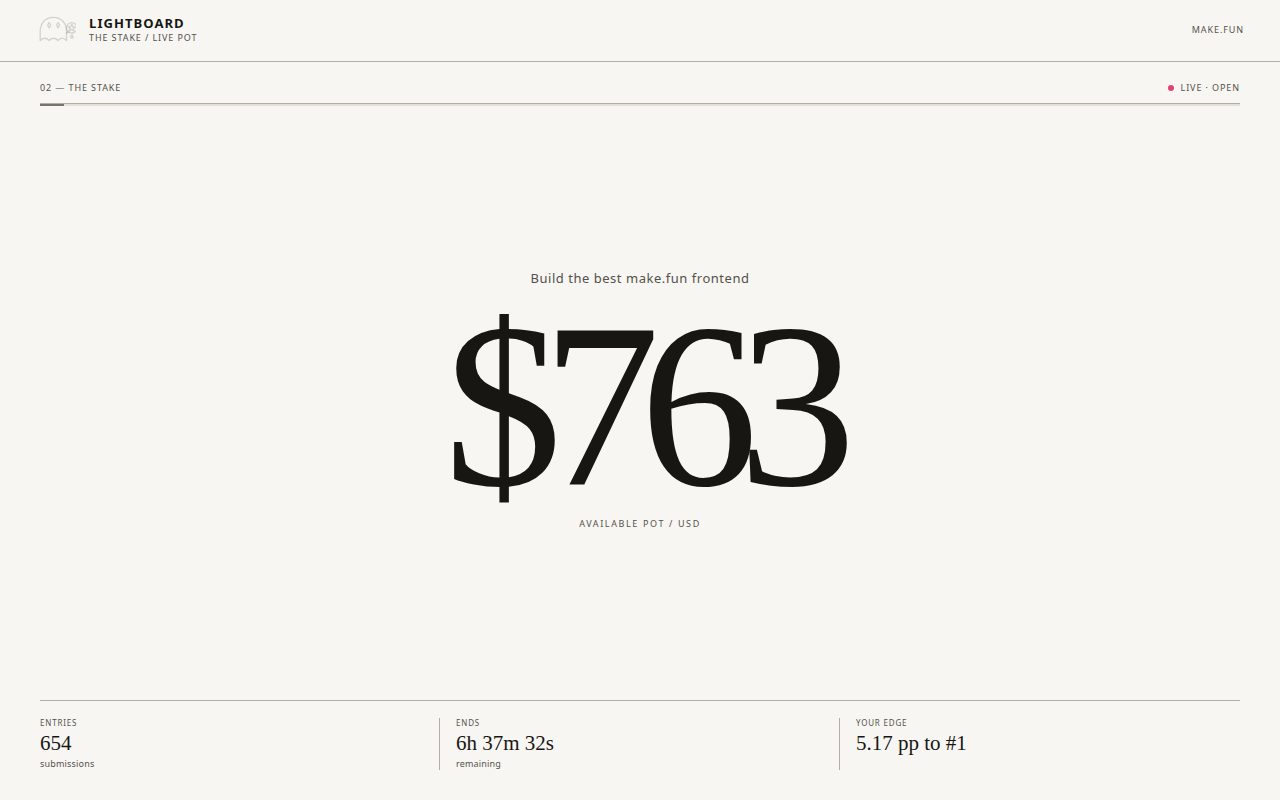 LIGHTBOARD
THE STAKE / LIVE POT
MAKE.FUN
02 — THE STAKE
LIVE · OPEN
Build the best make.fun frontend
$763
AVAILABLE POT / USD
ENTRIES
654
submissions
ENDS
6h 37m 32s
remaining
YOUR EDGE
5.17 pp to #1